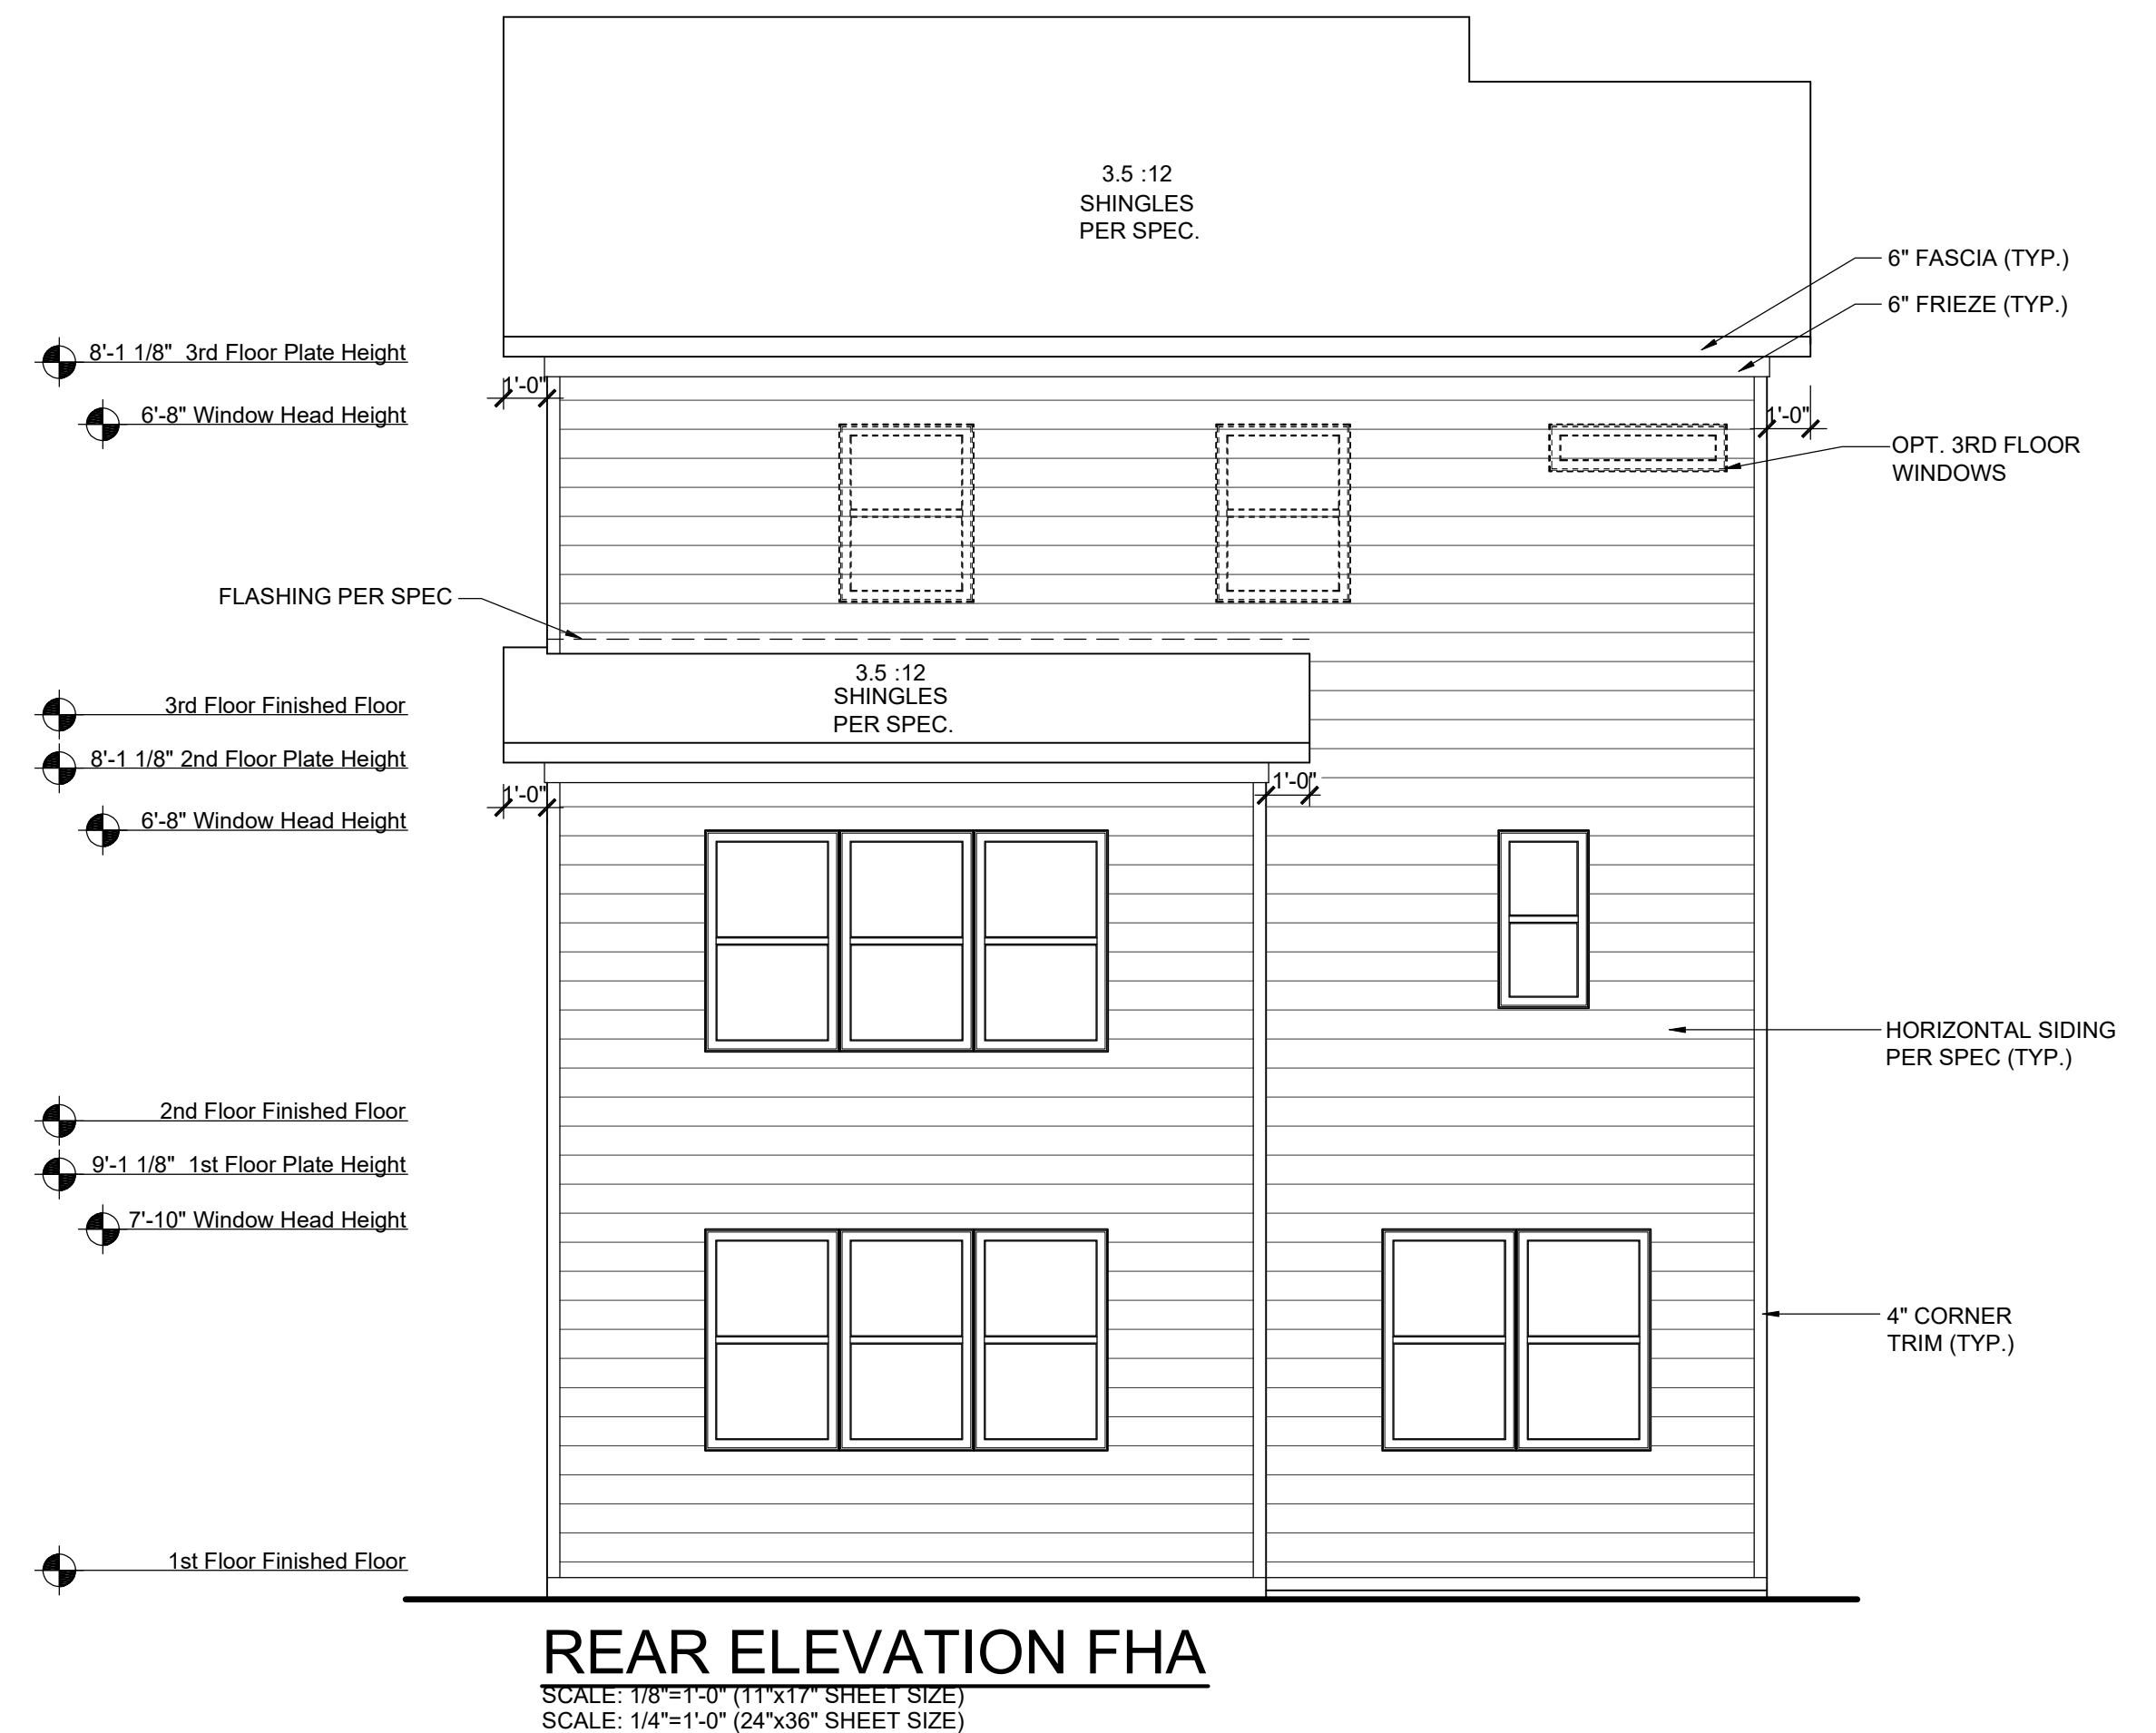 3.5 :12
SHINGLES
PER SPEC.
6" FASCIA (TYP.)
6" FRIEZE (TYP.)
8'-1 1/8"  3rd Floor Plate Height
1'-0"
6'-8" Window Head Height
1'-0"
OPT. 3RD FLOOR
WINDOWS
FLASHING PER SPEC
3.5 :12
SHINGLES
PER SPEC.
3rd Floor Finished Floor
8'-1 1/8" 2nd Floor Plate Height
1'-0"
1'-0"
6'-8" Window Head Height
HORIZONTAL SIDING
PER SPEC (TYP.)
2nd Floor Finished Floor
9'-1 1/8"  1st Floor Plate Height
7'-10" Window Head Height
4" CORNER
TRIM (TYP.)
1st Floor Finished Floor
REAR ELEVATION FHA
SCALE: 1/8"=1'-0" (11"x17" SHEET SIZE)
SCALE: 1/4"=1'-0" (24"x36" SHEET SIZE)